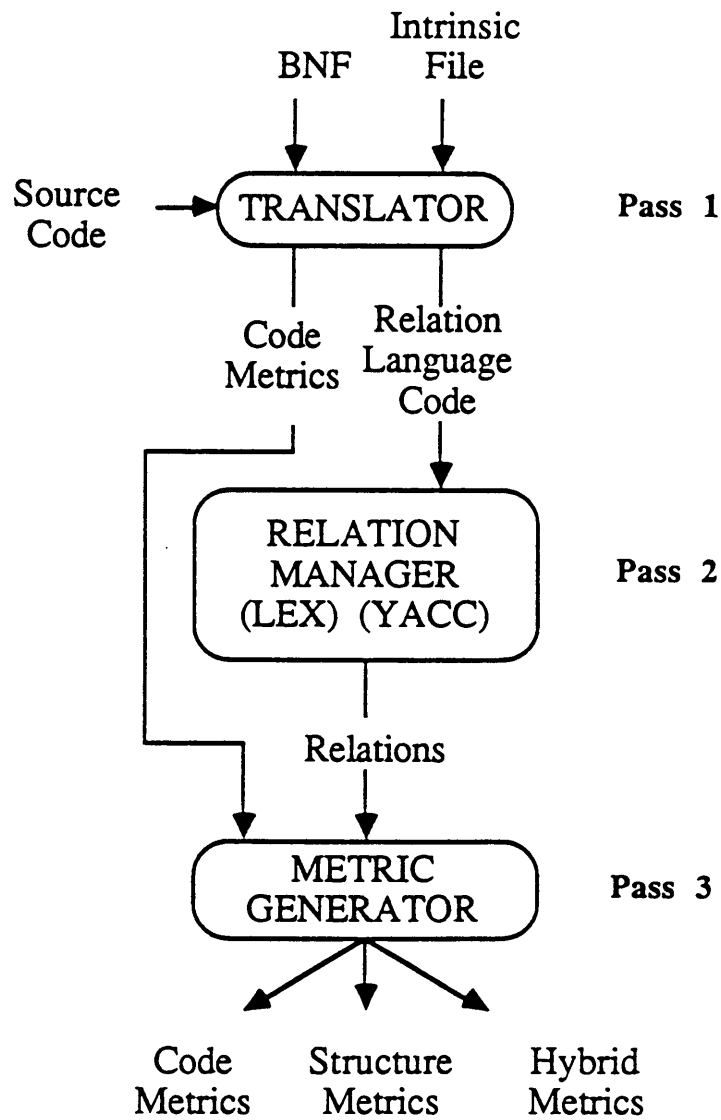 BNF
Intrinsic
File
Source
Code
TRANSLATOR
Pass 1
Code
Metrics
Relation
Language
Code
RELATION
MANAGER
(LEX) (YACC)
Pass 2
Relations
METRIC
GENERATOR
Pass 3
Code
Metrics
Structure
Metrics
Hybrid
Metrics